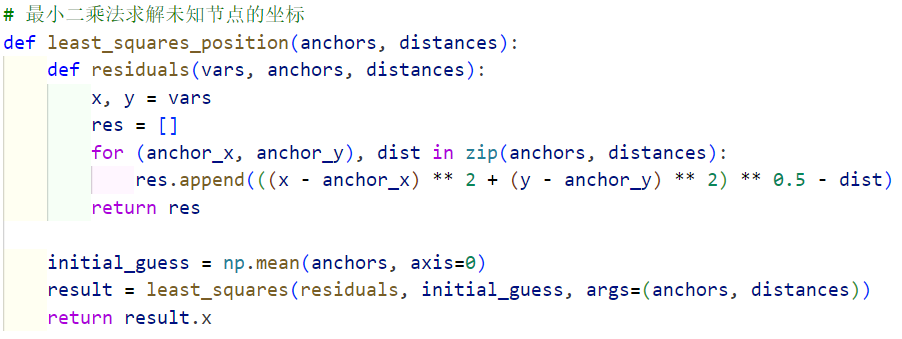 # 最小二乘法求解未知节点的坐标
def least_squares_position(anchors, distances):
    def residuals(vars, anchors, distances):
        x, y = vars
        res = []
        for (anchor_x, anchor_y), dist in zip(anchors, distances):
            res.append(((x - anchor_x) ** 2 + (y - anchor_y) ** 2) ** 0.5 - dist)
        return res

    initial_guess = np.mean(anchors, axis=0)
    result = least_squares(residuals, initial_guess, args=(anchors, distances))
    return result.x